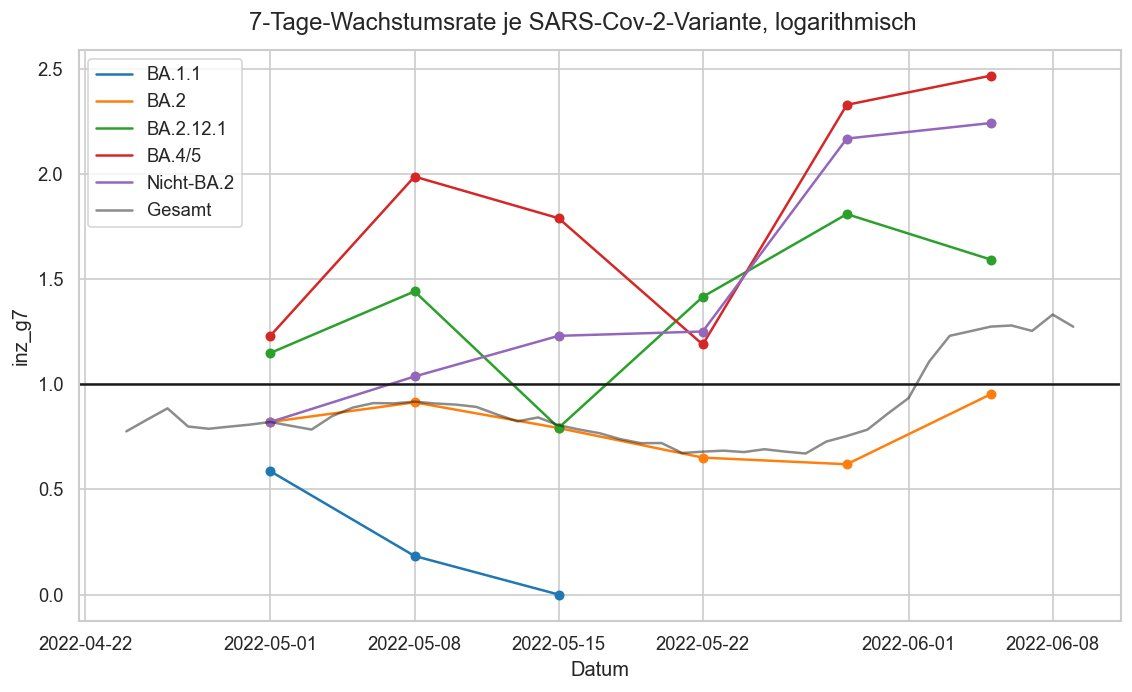 7-Tage-Wachstumsrate je SARS-Cov-2-Variante, logarithmisch
2.5
2.0
1.5
1.0
0.5
0.0
inz_g7
BA.1.1
BA.2
BA.2.12.1
BA.4/5
Nicht-BA.2
Gesamt
2022-04-22 2022-05-01 2022-05-08 2022-05-15 2022-05-22 2022-06-01 2022-06-08
Datum